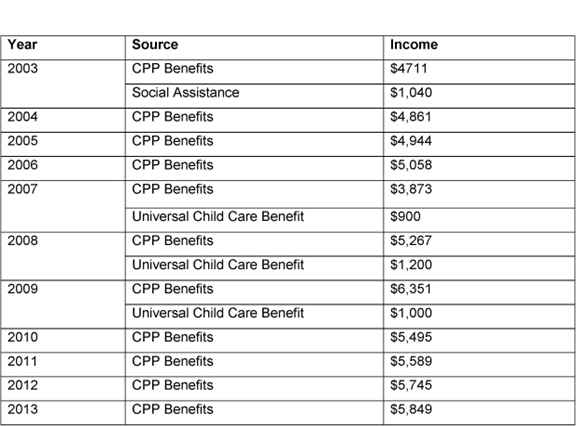 Year Source Income
2003 CPP Benefits $4711
Social Assistance $1,040
2004 CPP Benefits $4,861
2005 CPP Benefits $4,944
2006 CPP Benefits $5,058
2007 CPP Benefits $3,873
Universal Child Care Benefit $900
2008 CPP Benefits $5,267
Universal Child Care Benefit $1,200
2009 CPP Benefits $6,351
Universal Child Care Benefit $1,000
2010 CPP Benefits $5,495
2011 CPP Benefits $5,589
2012 CPP Benefits $5,745
2013 CPP Benefits $5,849